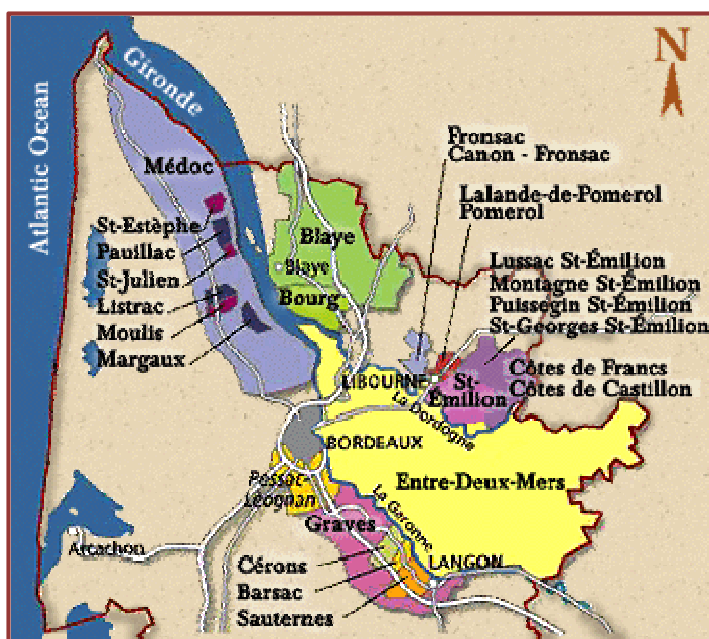 N
Gironde
Atlantic Ocean
Médoc
Fronsac
Canon - Fronsac
Lalande-de-Pomerol
Pomerol
St-Estèphe
Pauillac
St-Julien
Listrac
Moulis
Margaux
Blaye
Blaye
Bourg
Lussac St-Émilion
Montagne St-Émilion
Puissegin St-Émilion
St-Georges St-Émilion
Côtes de Francs
Côtes de Castillon
LIBOURNE
St-
Émilion
La Dordogne
BORDEAUX
Entre-Deux-Mers
Pessac-
Léognan
Graves
La Garonne
Arcachon
Cérons
Barsac
Sauternes
LANGON